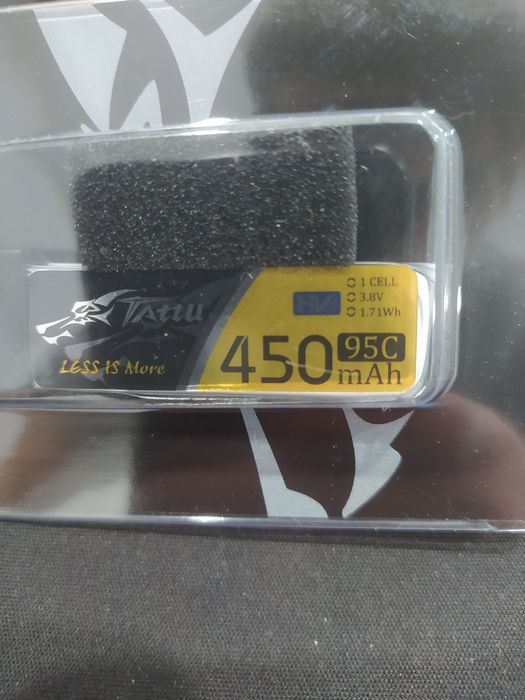 TATTU
LESS IS More
HV
1 CELL
3.8V
1.71Wh
450
95C
mAh